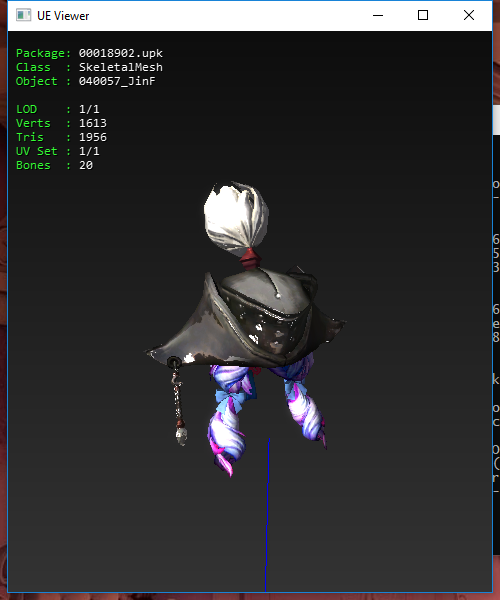 UE Viewer
Package: 00018902.upk
Class  : SkeletalMesh
Object : 040057_JinF
LOD    : 1/1
Verts  : 1613
Tris   : 1956
UV Set : 1/1
Bones  : 20